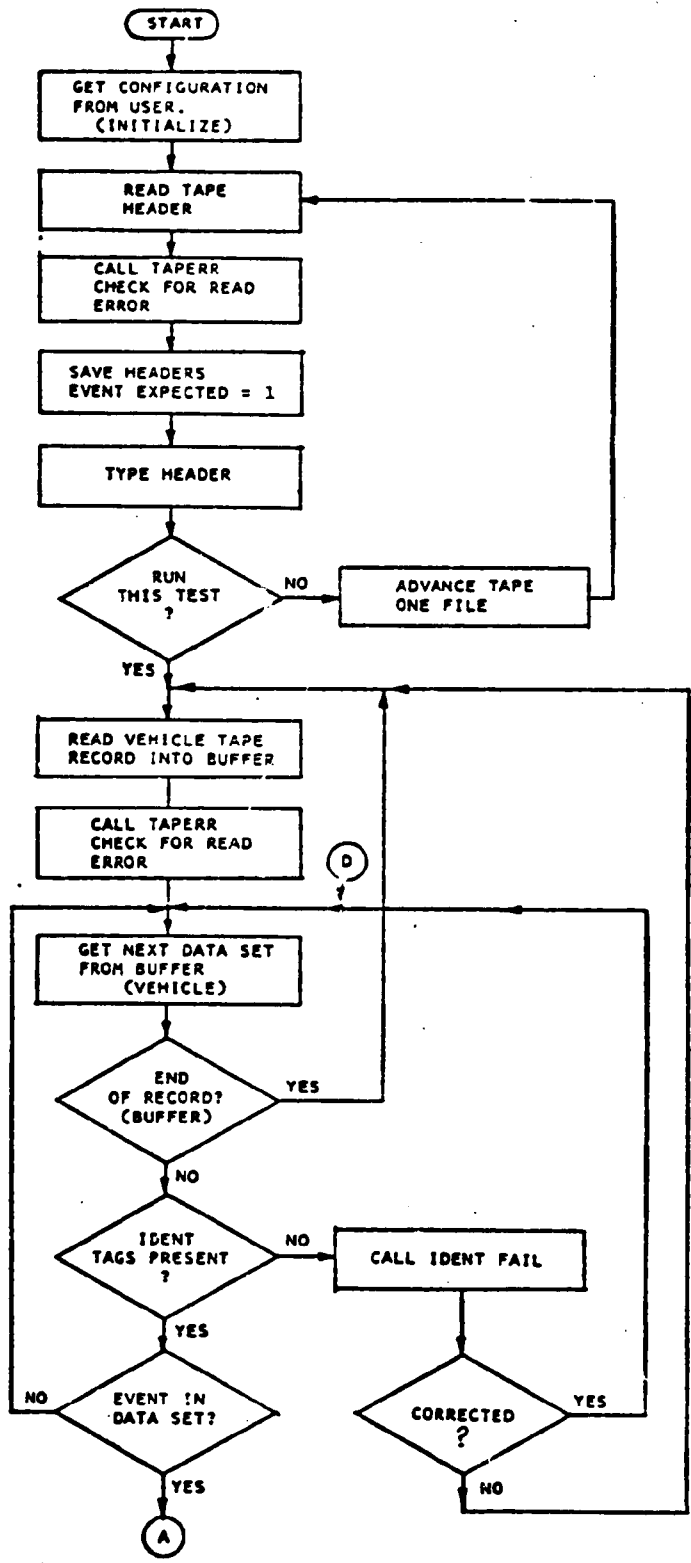 START
GET CONFIGURATION
FROM USER.
(INITIALIZE)
READ TAPE
HEADER
CALL TAPERR
CHECK FOR READ
ERROR
SAVE HEADERS
EVENT EXPECTED = 1
TYPE HEADER
RUN
THIS TEST
?
NO
ADVANCE TAPE
ONE FILE
YES
READ VEHICLE TAPE
RECORD INTO BUFFER
CALL TAPERR
CHECK FOR READ
ERROR
D
GET NEXT DATA SET
FROM BUFFER
(VEHICLE)
END
OF RECORD?
(BUFFER)
YES
NO
IDENT
TAGS PRESENT
?
NO
CALL IDENT FAIL
YES
EVENT IN
DATA SET?
NO
CORRECTED
?
YES
NO
YES
A